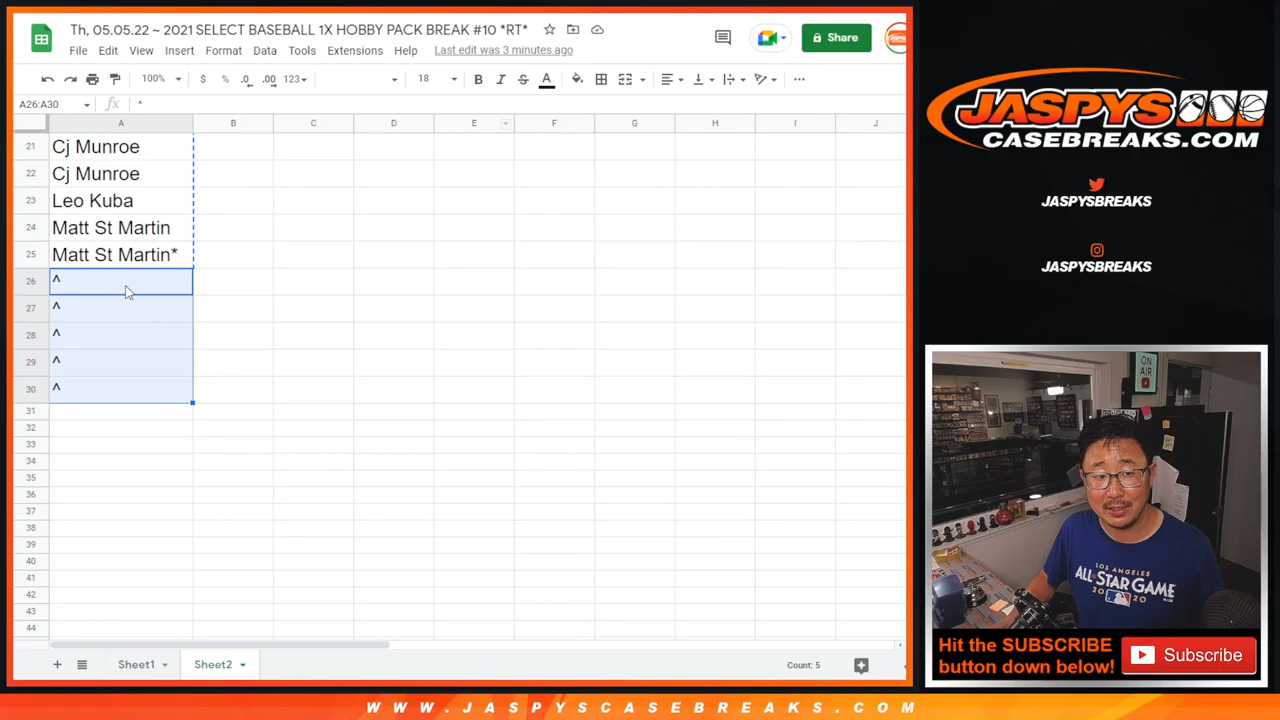 Th, 05.05.22 ~ 2021 SELECT BASEBALL 1X HOBBY PACK BREAK #10 *RT*
File Edit View Insert Format Data Tools Extensions Help Last edit was 3 minutes ago
Share
100% $ % .0 .00 123 18 B I S A
A26:A30 fx ^
A B C D E F G H I J
21 Cj Munroe
22 Cj Munroe
23 Leo Kuba
24 Matt St Martin
25 Matt St Martin*
26 ^
27 ^
28 ^
29 ^
30 ^
31
32
33
34
35
36
37
38
39
40
41
42
43
44
Sheet1 Sheet2 Count: 5
JASPYS
CASEBREAKS.COM
JASPYSBREAKS
JASPYSBREAKS
ON
AIR
LOS ANGELES
ALL-STAR GAME
2020
Hit the SUBSCRIBE
button down below!
Subscribe
WWW.JASPYSCASEBREAKS.COM